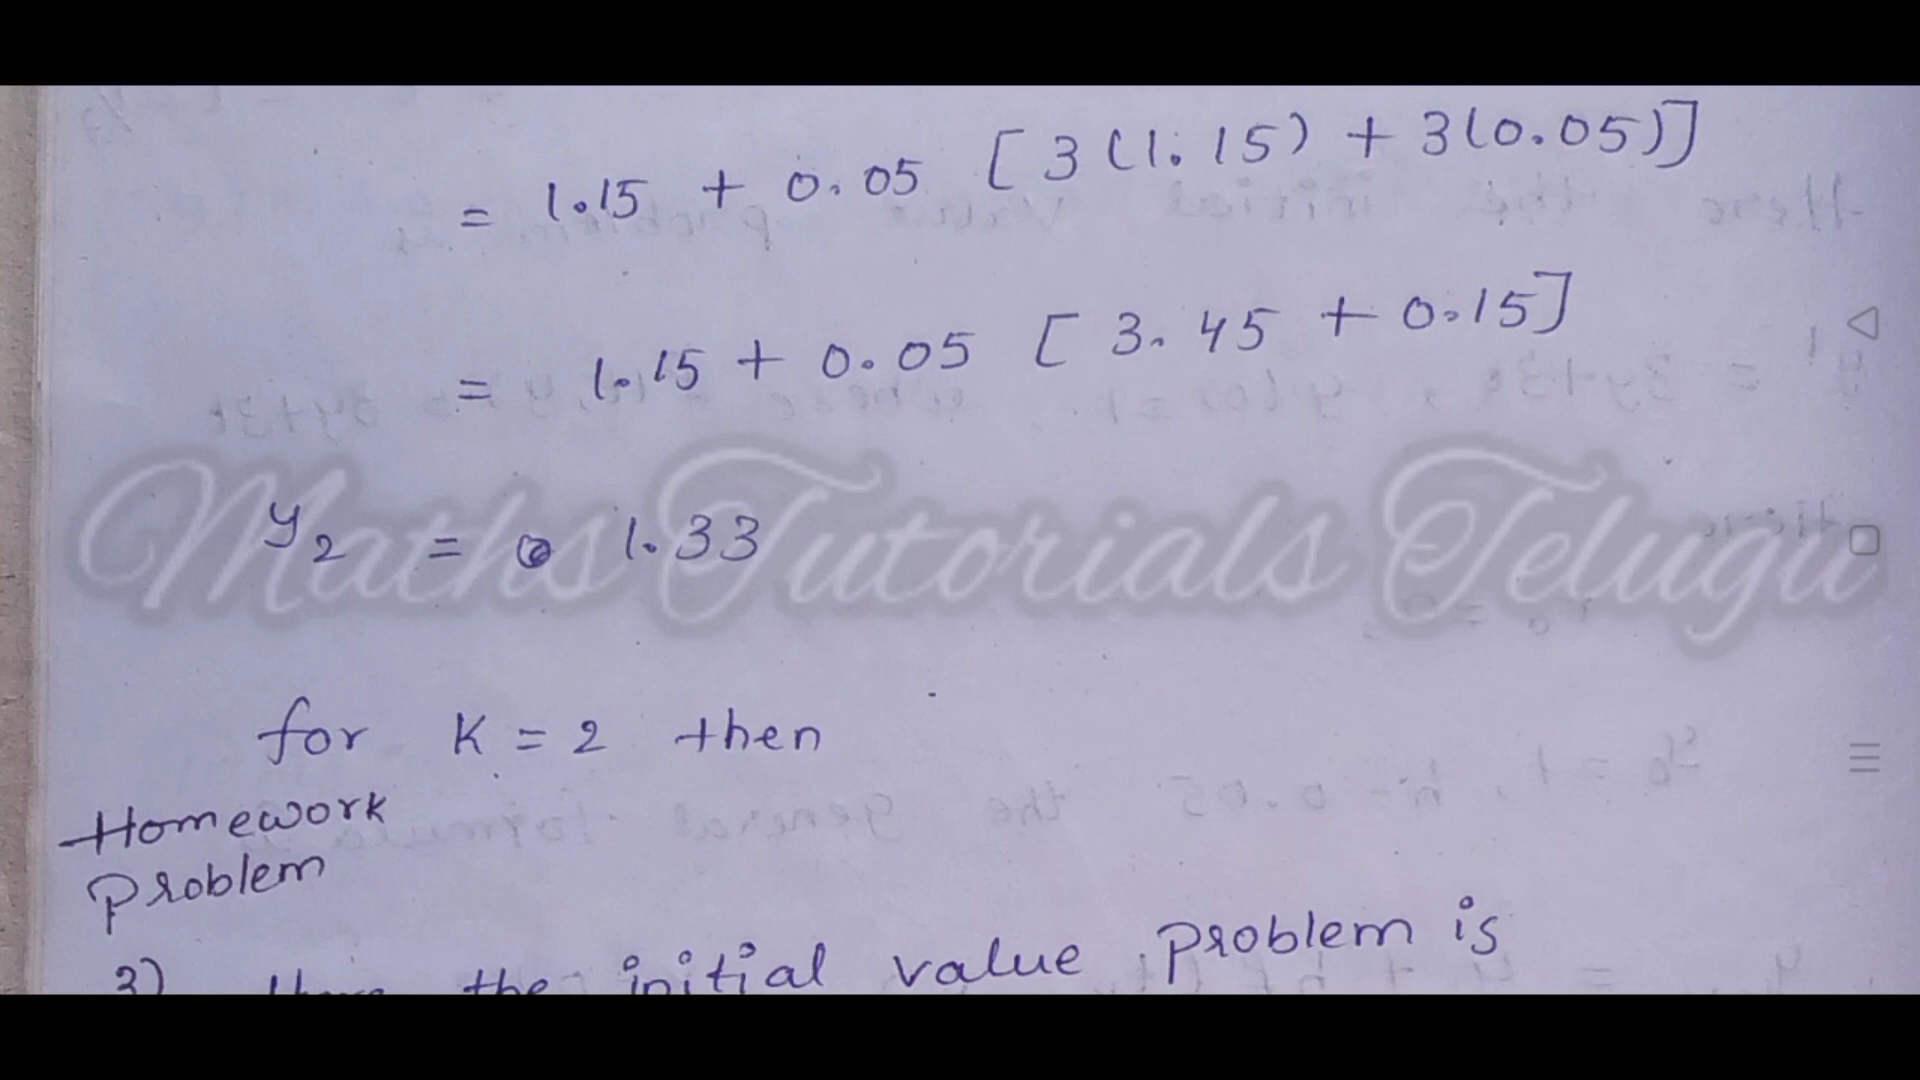 = 1.15 + 0.05 [3(1.15) + 3(0.05)]
= 1.15 + 0.05 [3.45 + 0.15]
Maths Tutorials Telugu
y₂ = 1.33
for K = 2 then
Homework
problem
the initial value problem is